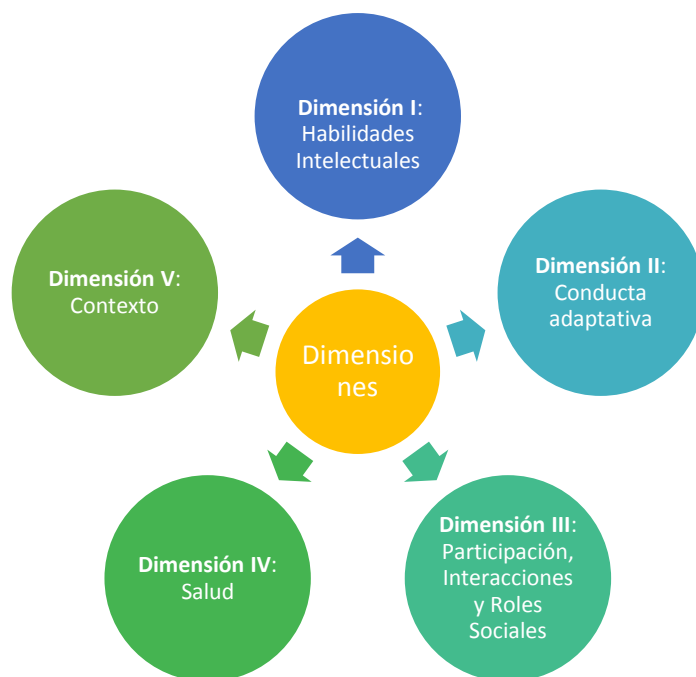 Dimensión I:
Habilidades
Intelectuales
Dimensión II:
Conducta
adaptativa
Dimensión III:
Participación,
Interacciones
y Roles
Sociales
Dimensión IV:
Salud
Dimensión V:
Contexto
Dimensio
nes